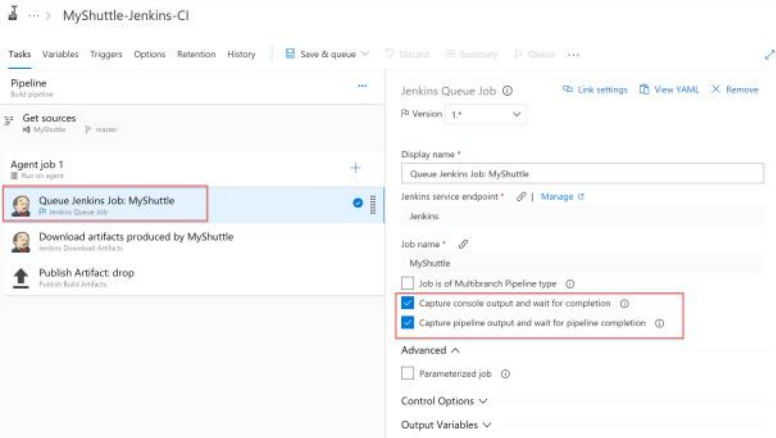 ··· > MyShuttle-Jenkins-CI
Tasks Variables Triggers Options Retention History Save & queue Discard Summary Queue ···
Pipeline ···
Build pipeline
Get sources
MyShuttle master
Agent job 1 +
Run on agent
Queue Jenkins Job: MyShuttle
Jenkins Queue Job
Download artifacts produced by MyShuttle
Jenkins Download Artifacts
Publish Artifact: drop
Publish Build Artifacts
Jenkins Queue Job Link settings View YAML Remove
Version 1.*
Display name *
Queue Jenkins Job: MyShuttle
Jenkins service endpoint * | Manage
Jenkins
Job name *
MyShuttle
Job is of Multibranch Pipeline type
Capture console output and wait for completion
Capture pipeline output and wait for pipeline completion
Advanced
Parameterized job
Control Options
Output Variables